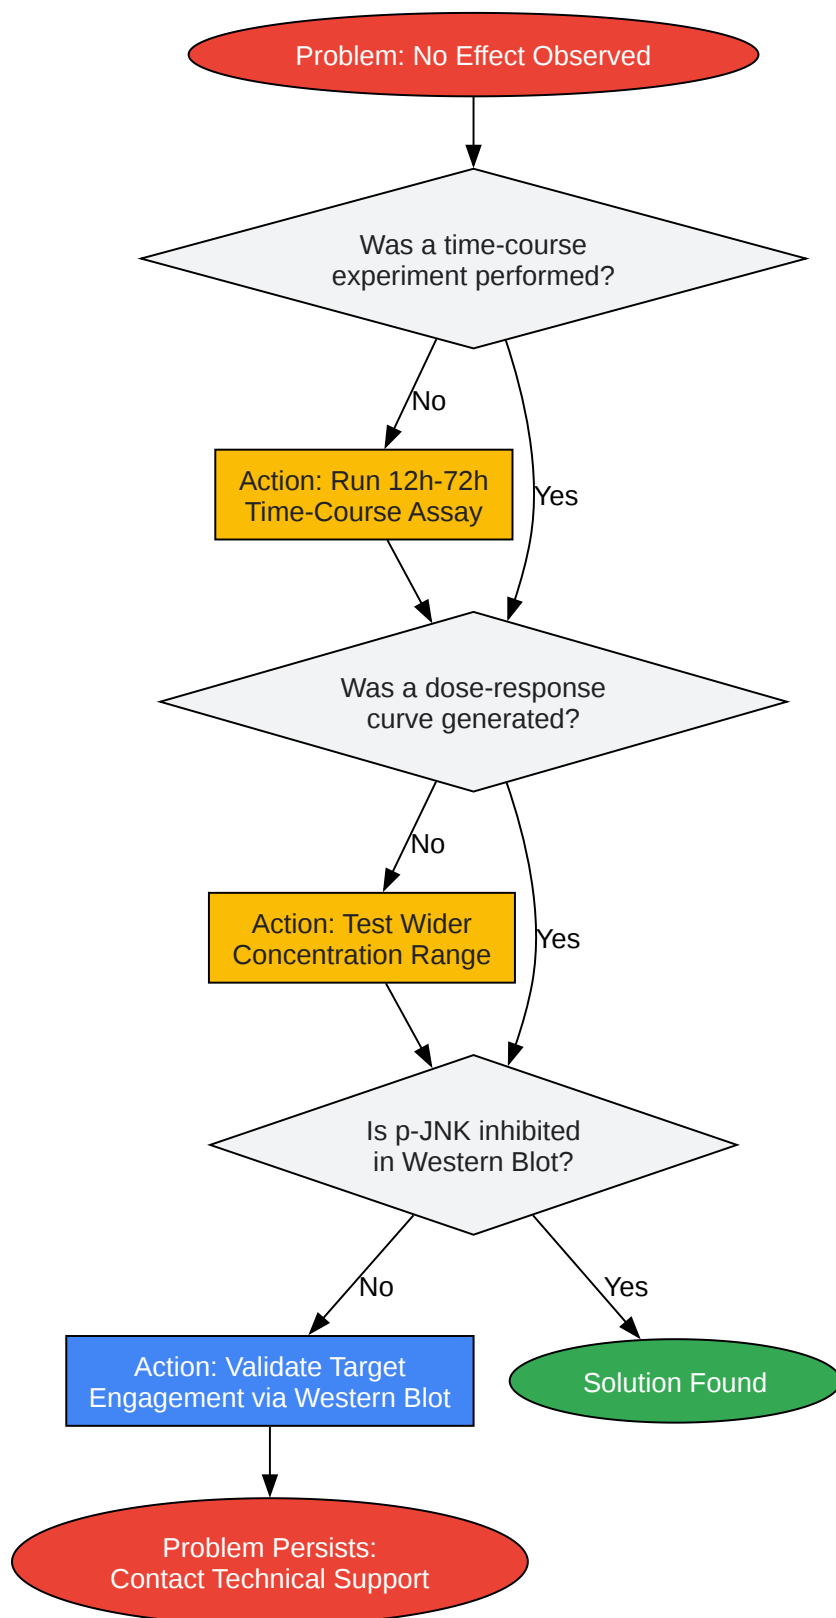 Problem: No Effect Observed
Was a time-course
experiment performed?
No
Yes
Action: Run 12h-72h
Time-Course Assay
Was a dose-response
curve generated?
No
Yes
Action: Test Wider
Concentration Range
Is p-JNK inhibited
in Western Blot?
No
Yes
Action: Validate Target
Engagement via Western Blot
Solution Found
Problem Persists:
Contact Technical Support